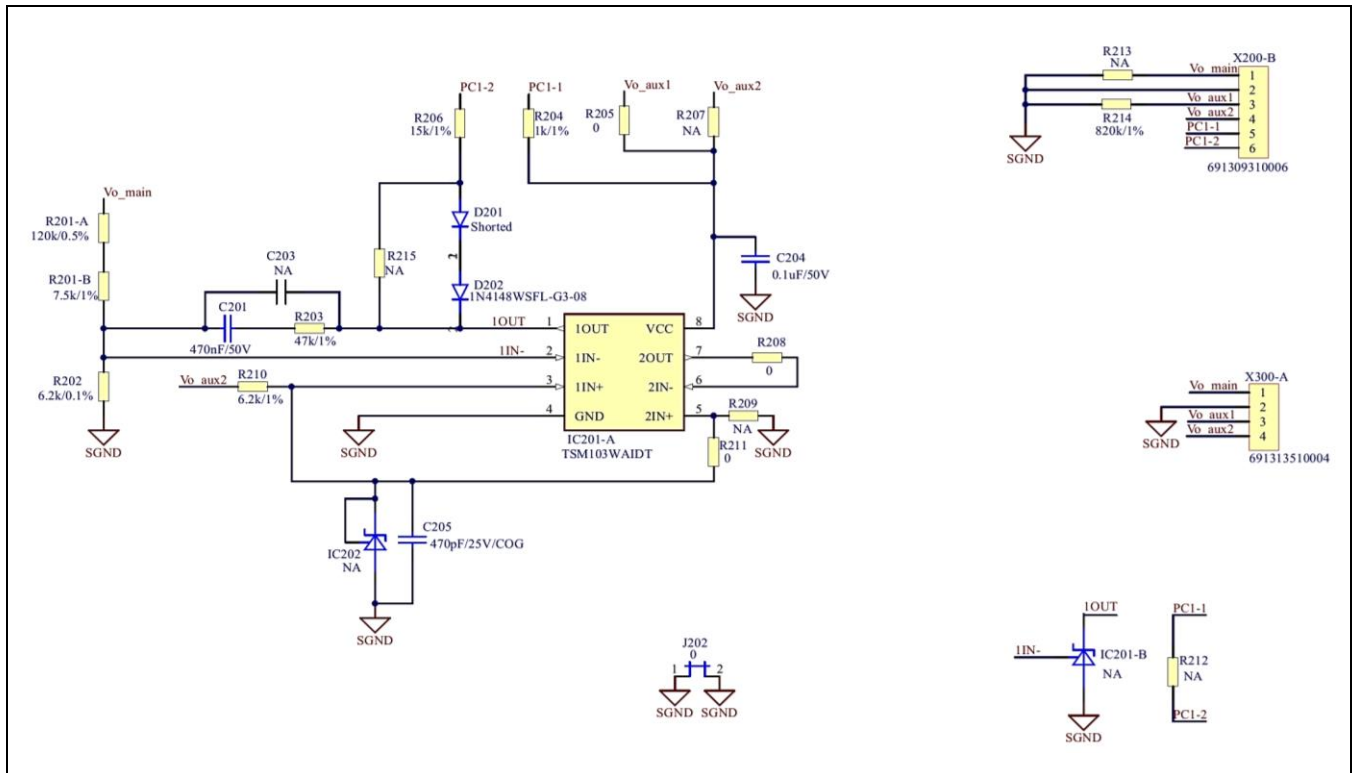 R213
NA
X200-B
Vo_main
1
2
Vo_aux1
3
Vo_aux2
4
PC1-1
5
PC1-2
6
R214
820k/1%
SGND
691309310006
PC1-2
PC1-1
Vo_aux1
Vo_aux2
R206
15k/1%
R204
1k/1%
R205
0
R207
NA
Vo_main
R201-A
120k/0.5%
R201-B
7.5k/1%
C203
NA
R215
NA
D201
Shorted
2
D202
1N4148WSFL-G3-08
C204
0.1uF/50V
SGND
C201
470nF/50V
R203
47k/1%
1OUT
1
1OUT
VCC
8
1IN-
2
1IN-
2OUT
7
R208
0
R202
6.2k/0.1%
SGND
Vo_aux2
R210
6.2k/1%
3
1IN+
2IN-
6
4
GND
2IN+
5
R209
NA
SGND
SGND
IC201-A
TSM103WAIDT
R211
0
X300-A
Vo_main
1
2
Vo_aux1
3
Vo_aux2
4
SGND
691313510004
IC202
NA
C205
470pF/25V/COG
SGND
J202
0
1
2
SGND
SGND
1OUT
1IN-
IC201-B
NA
SGND
PC1-1
R212
NA
PC1-2